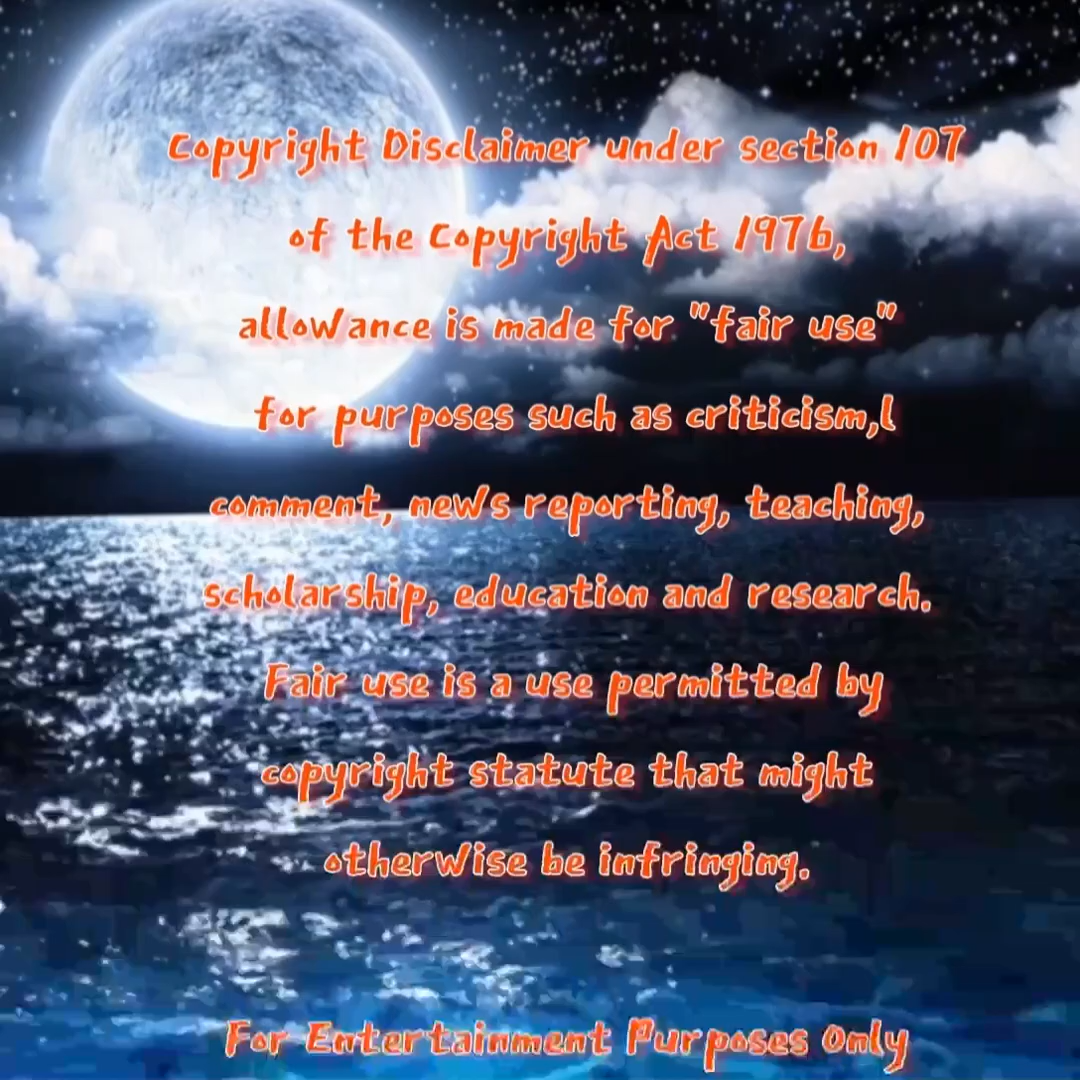 Copyright Disclaimer under section 107
of the Copyright Act 1976,
allowance is made for "fair use"
for purposes such as criticism,l
comment, news reporting, teaching,
scholarship, education and research.
Fair use is a use permitted by
copyright statute that might
otherwise be infringing.
For Entertainment Purposes Only